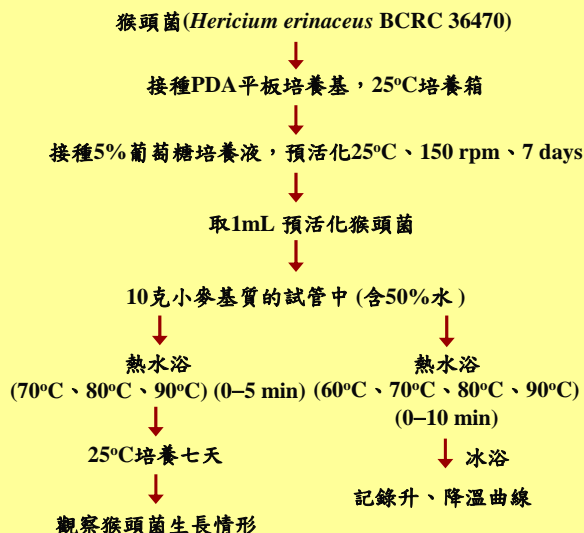 猴頭菌(Hericium erinaceus BCRC 36470)
接種PDA平板培養基，25°C培養箱
接種5%葡萄糖培養液，預活化25°C、150 rpm、7 days
取1mL 預活化猴頭菌
10克小麥基質的試管中 (含50%水 )
熱水浴
(70°C、80°C、90°C) (0–5 min)
25°C培養七天
觀察猴頭菌生長情形
熱水浴
(60°C、70°C、80°C、90°C)
(0–10 min)
冰浴
記錄升、降溫曲線